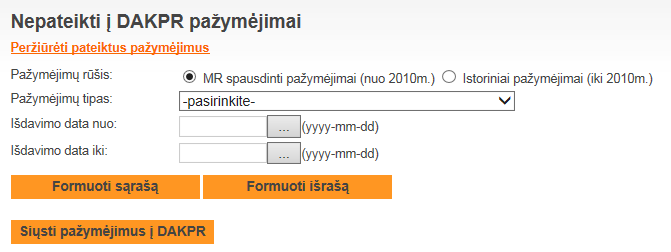 Nepateikti į DAKPR pažymėjimai
Peržiūrėti pateiktus pažymėjimus
Pažymėjimų rūšis: MR spausdinti pažymėjimai (nuo 2010m.) Istoriniai pažymėjimai (iki 2010m.)
Pažymėjimų tipas: -pasirinkite-
Išdavimo data nuo: ... (yyyy-mm-dd)
Išdavimo data iki: ... (yyyy-mm-dd)
Formuoti sąrašą Formuoti išrašą
Siųsti pažymėjimus į DAKPR